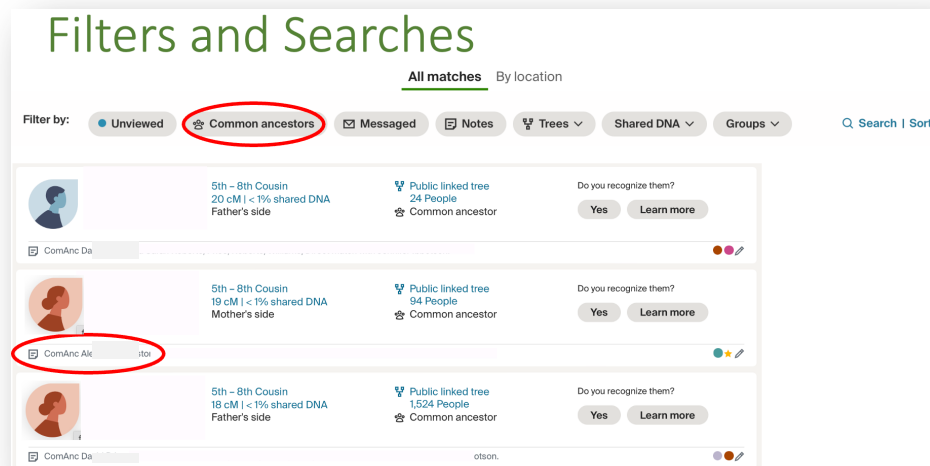 Filters and Searches
All matches By location
Filter by: Unviewed Common ancestors Messaged Notes Trees Shared DNA Groups Search | Sort
5th – 8th Cousin Public linked tree Do you recognize them?
20 cM | < 1% shared DNA 24 People
Father's side Common ancestor Yes Learn more
ComAnc Da
5th – 8th Cousin Public linked tree Do you recognize them?
19 cM | < 1% shared DNA 94 People
Mother's side Common ancestor Yes Learn more
ComAnc Ale
5th – 8th Cousin Public linked tree Do you recognize them?
18 cM | < 1% shared DNA 1,524 People
Father's side Common ancestor Yes Learn more
ComAnc Da otson.